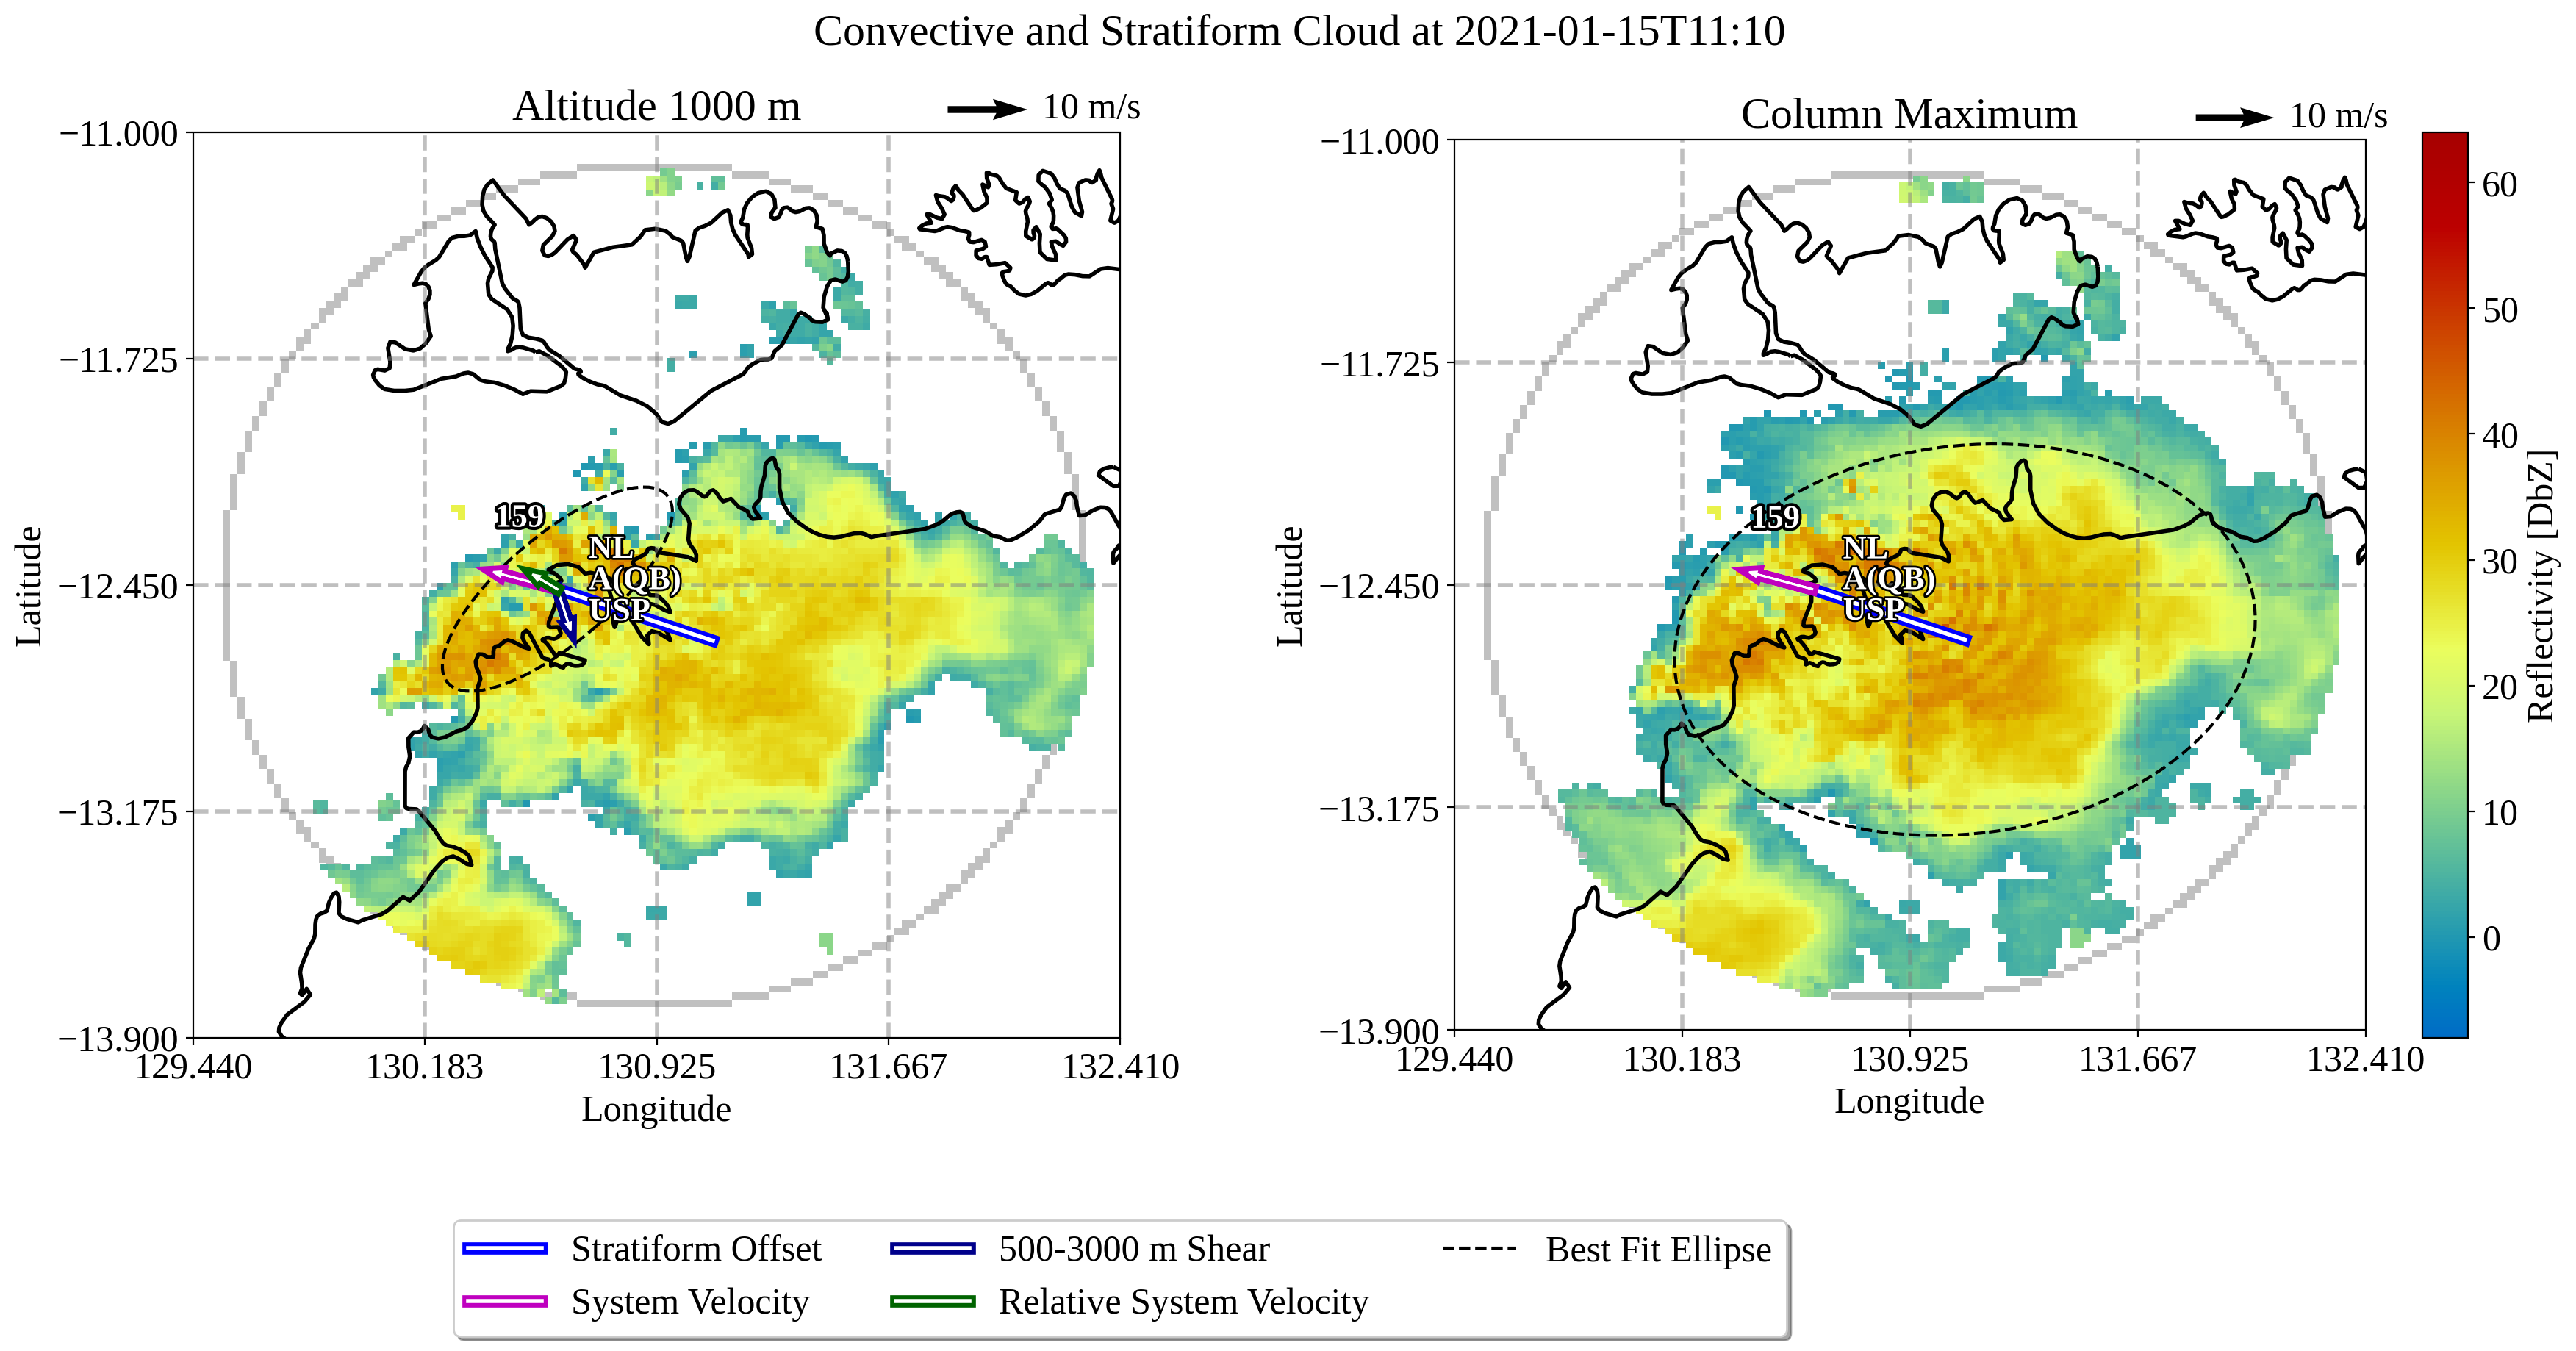 Convective and Stratiform Cloud at 2021-01-15T11:10
Altitude 1000 m
10 m/s
−11.000
−11.725
−12.450
−13.175
−13.900
129.440
130.183
130.925
131.667
132.410
Latitude
Longitude
159
NL
A(QB)
USP
Column Maximum
10 m/s
−11.000
−11.725
−12.450
−13.175
−13.900
129.440
130.183
130.925
131.667
132.410
Latitude
Longitude
159
NL
A(QB)
USP
60
50
40
30
20
10
0
Reflectivity [DbZ]
Stratiform Offset
System Velocity
500-3000 m Shear
Relative System Velocity
Best Fit Ellipse